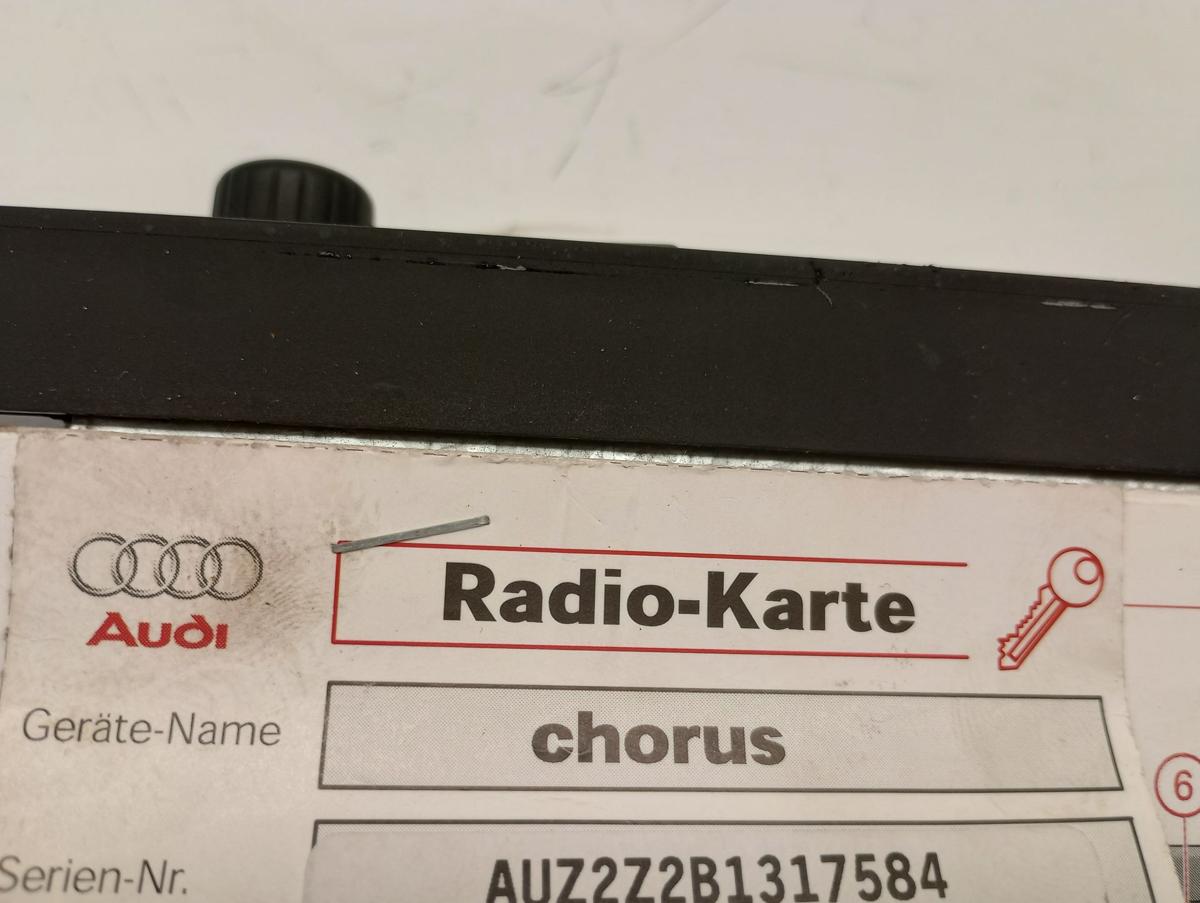 Audi
Radio-Karte
Geräte-Name
chorus
6
Serien-Nr.
AUZ2Z2B1317584